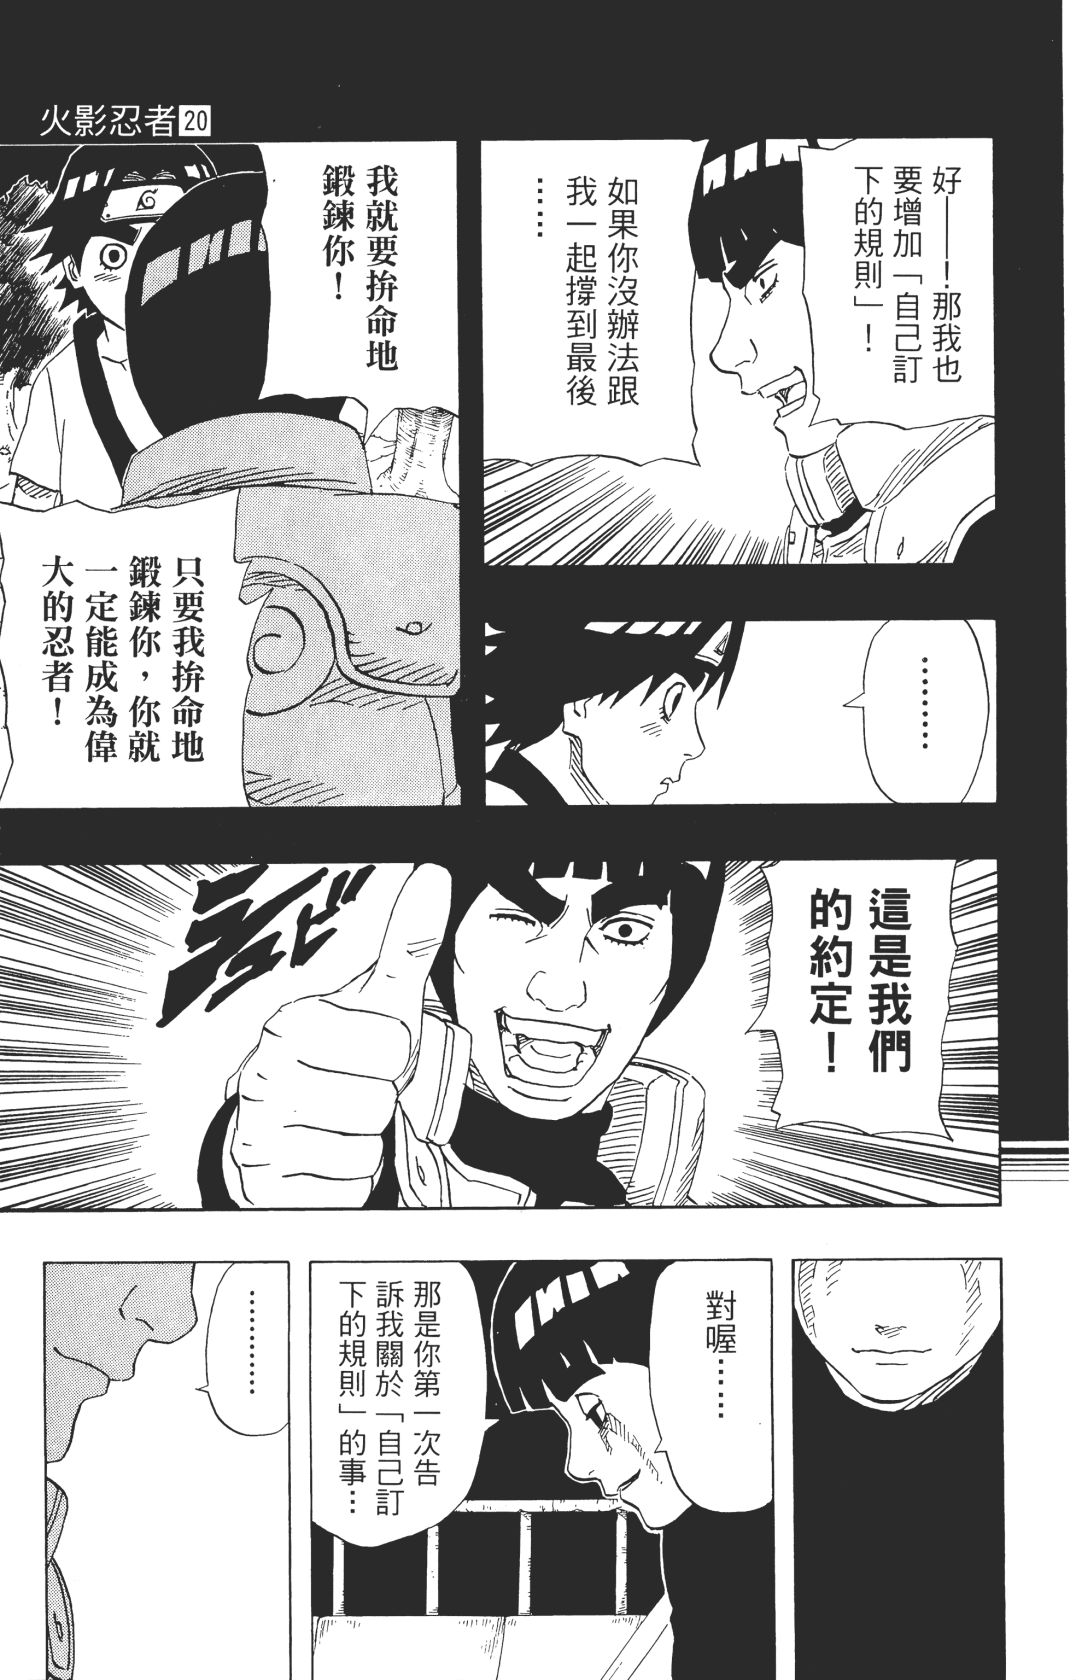 火影忍者20
好——！那我也
要增加「自己訂
下的規則」！
如果你沒辦法跟
我一起撐到最後
……
我就要拚命地
鍛鍊你！
只要我拚命地
鍛鍊你，你就
一定能成為偉
大的忍者！
………
這是我們
的約定！
ラビッ
對喔……
那是你第一次告
訴我關於「自己訂
下的規則」的事…
…………